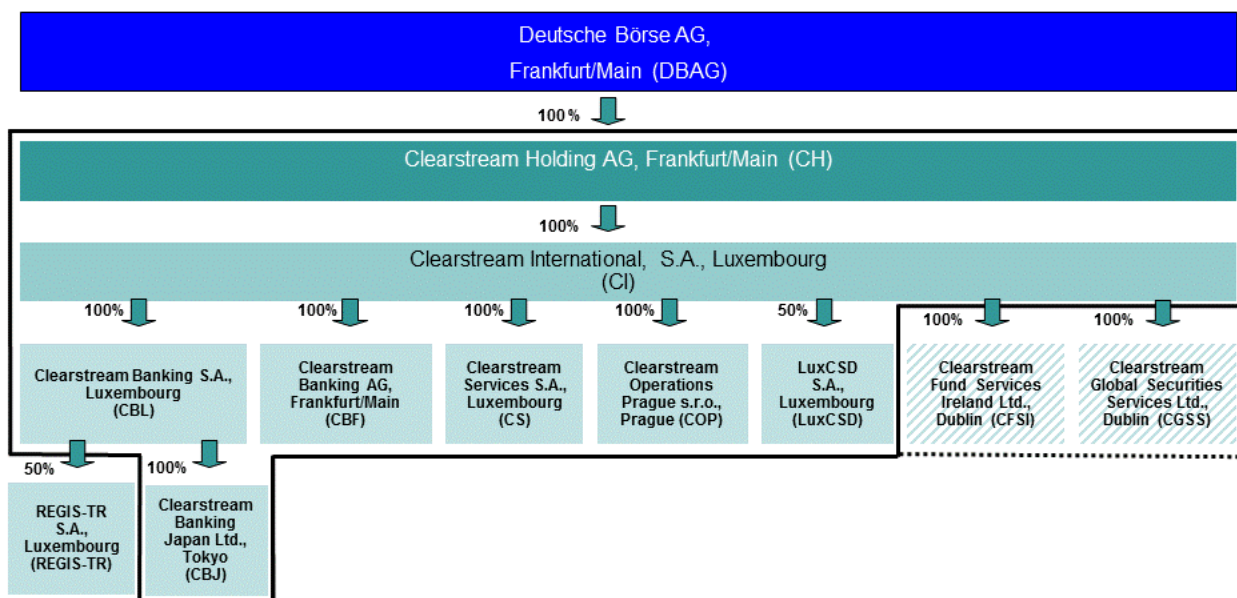 Deutsche Börse AG,
Frankfurt/Main (DBAG)
100 %
Clearstream Holding AG, Frankfurt/Main (CH)
100%
Clearstream International, S.A., Luxembourg
(CI)
100%
100%
100%
100%
50%
100%
100%
Clearstream Banking S.A.,
Luxembourg
(CBL)
Clearstream
Banking AG,
Frankfurt/Main
(CBF)
Clearstream
Services S.A.,
Luxembourg
(CS)
Clearstream
Operations
Prague s.r.o.,
Prague (COP)
LuxCSD
S.A.,
Luxembourg
(LuxCSD)
Clearstream
Fund Services
Ireland Ltd.,
Dublin (CFSI)
Clearstream
Global Securities
Services Ltd.,
Dublin (CGSS)
50%
100%
REGIS-TR
S.A.,
Luxembourg
(REGIS-TR)
Clearstream
Banking
Japan Ltd.,
Tokyo
(CBJ)